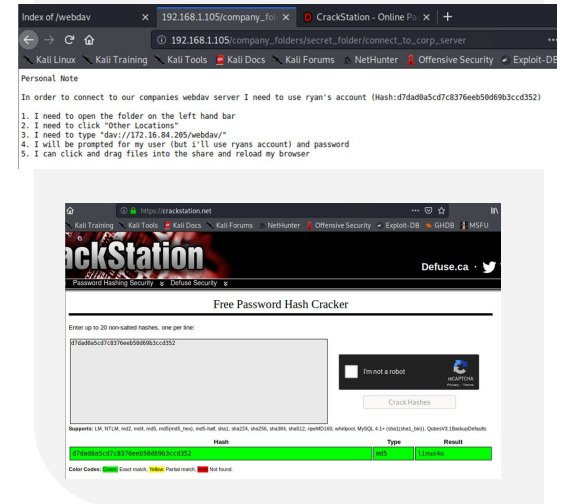 Index of /webdav
192.168.1.105/company_fol
CrackStation - Online Pa
192.168.1.105/company_folders/secret_folder/connect_to_corp_server
Kali Linux Kali Training Kali Tools Kali Docs Kali Forums NetHunter Offensive Security Exploit-DB
Personal Note
In order to connect to our companies webdav server I need to use ryan's account (Hash:d7dad0a5cd7c8376eeb50d69b3ccd352)
1. I need to open the folder on the left hand bar
2. I need to click "Other Locations"
3. I need to type "dav://172.16.84.205/webdav/"
4. I will be prompted for my user (but i'll use ryans account) and password
5. I can click and drag files into the share and reload my browser
https://crackstation.net
Kali Training Kali Tools Kali Docs Kali Forums NetHunter Offensive Security Exploit-DB GHDB MSFU
ackStation
Defuse.ca ·
Password Hashing Security Defuse Security
Free Password Hash Cracker
Enter up to 20 non-salted hashes, one per line:
d7dad0a5cd7c8376eeb50d69b3ccd352
I'm not a robot
reCAPTCHA
Privacy - Terms
Crack Hashes
Supports: LM, NTLM, md2, md4, md5, md5(md5_hex), md5-half, sha1, sha224, sha256, sha384, sha512, ripeMD160, whirlpool, MySQL 4.1+ (sha1(sha1_bin)), QubesV3.1BackupDefaults
Hash Type Result
d7dad0a5cd7c8376eeb50d69b3ccd352 md5 linux4u
Color Codes: Green: Exact match, Yellow: Partial match, Red: Not found.